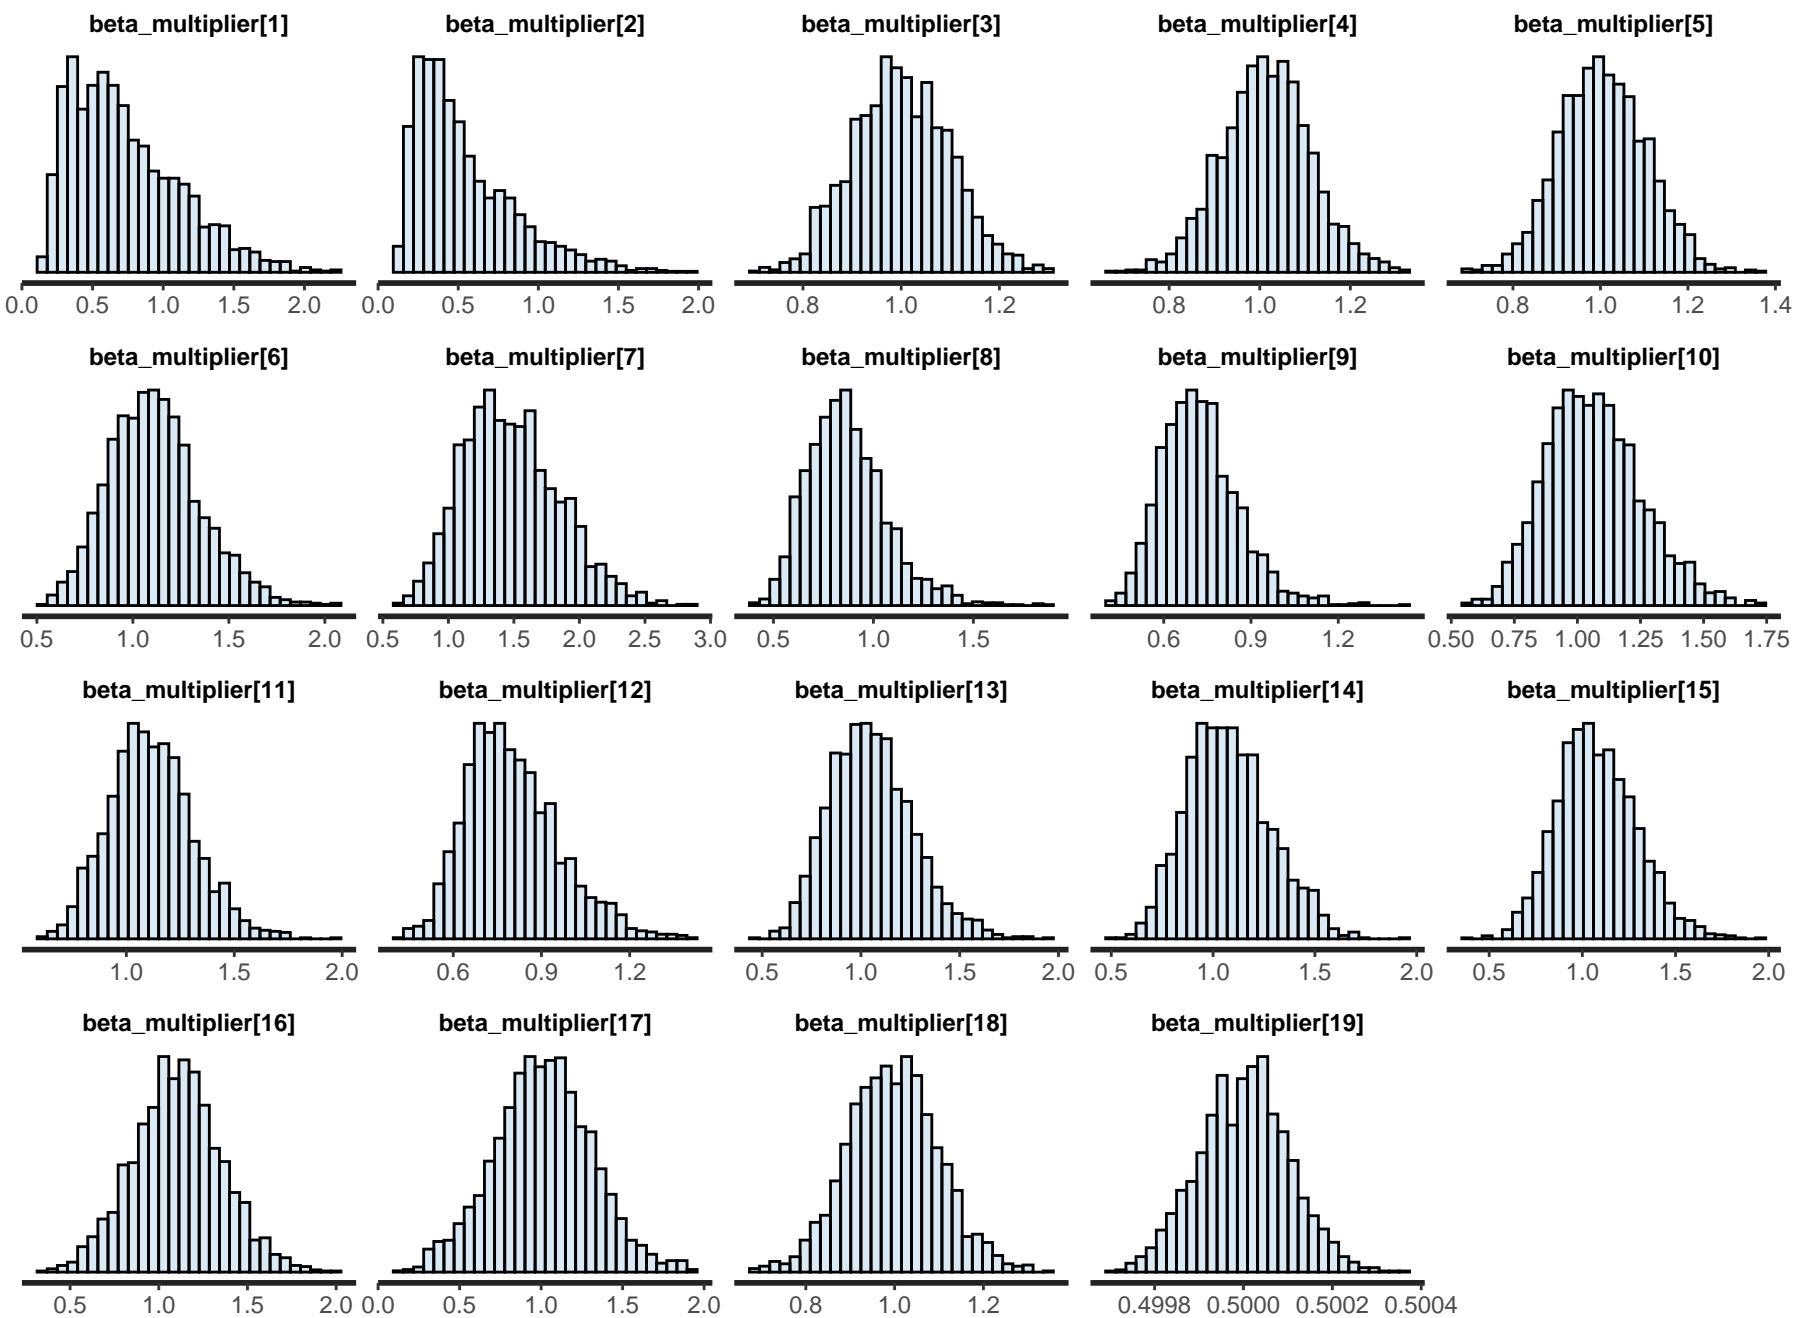 beta_multiplier[1] beta_multiplier[2] beta_multiplier[3] beta_multiplier[4] beta_multiplier[5]
0.0 0.5 1.0 1.5 2.0 0.0 0.5 1.0 1.5 2.0 0.8 1.0 1.2 0.8 1.0 1.2 0.8 1.0 1.2 1.4
beta_multiplier[6] beta_multiplier[7] beta_multiplier[8] beta_multiplier[9] beta_multiplier[10]
0.5 1.0 1.5 2.0 0.5 1.0 1.5 2.0 2.5 3.0 0.5 1.0 1.5 0.6 0.9 1.2 0.50 0.75 1.00 1.25 1.50 1.75
beta_multiplier[11] beta_multiplier[12] beta_multiplier[13] beta_multiplier[14] beta_multiplier[15]
1.0 1.5 2.0 0.6 0.9 1.2 0.5 1.0 1.5 2.0 0.5 1.0 1.5 2.0 0.5 1.0 1.5 2.0
beta_multiplier[16] beta_multiplier[17] beta_multiplier[18] beta_multiplier[19]
0.5 1.0 1.5 2.0 0.0 0.5 1.0 1.5 2.0 0.8 1.0 1.2 0.4998 0.5000 0.5002 0.5004